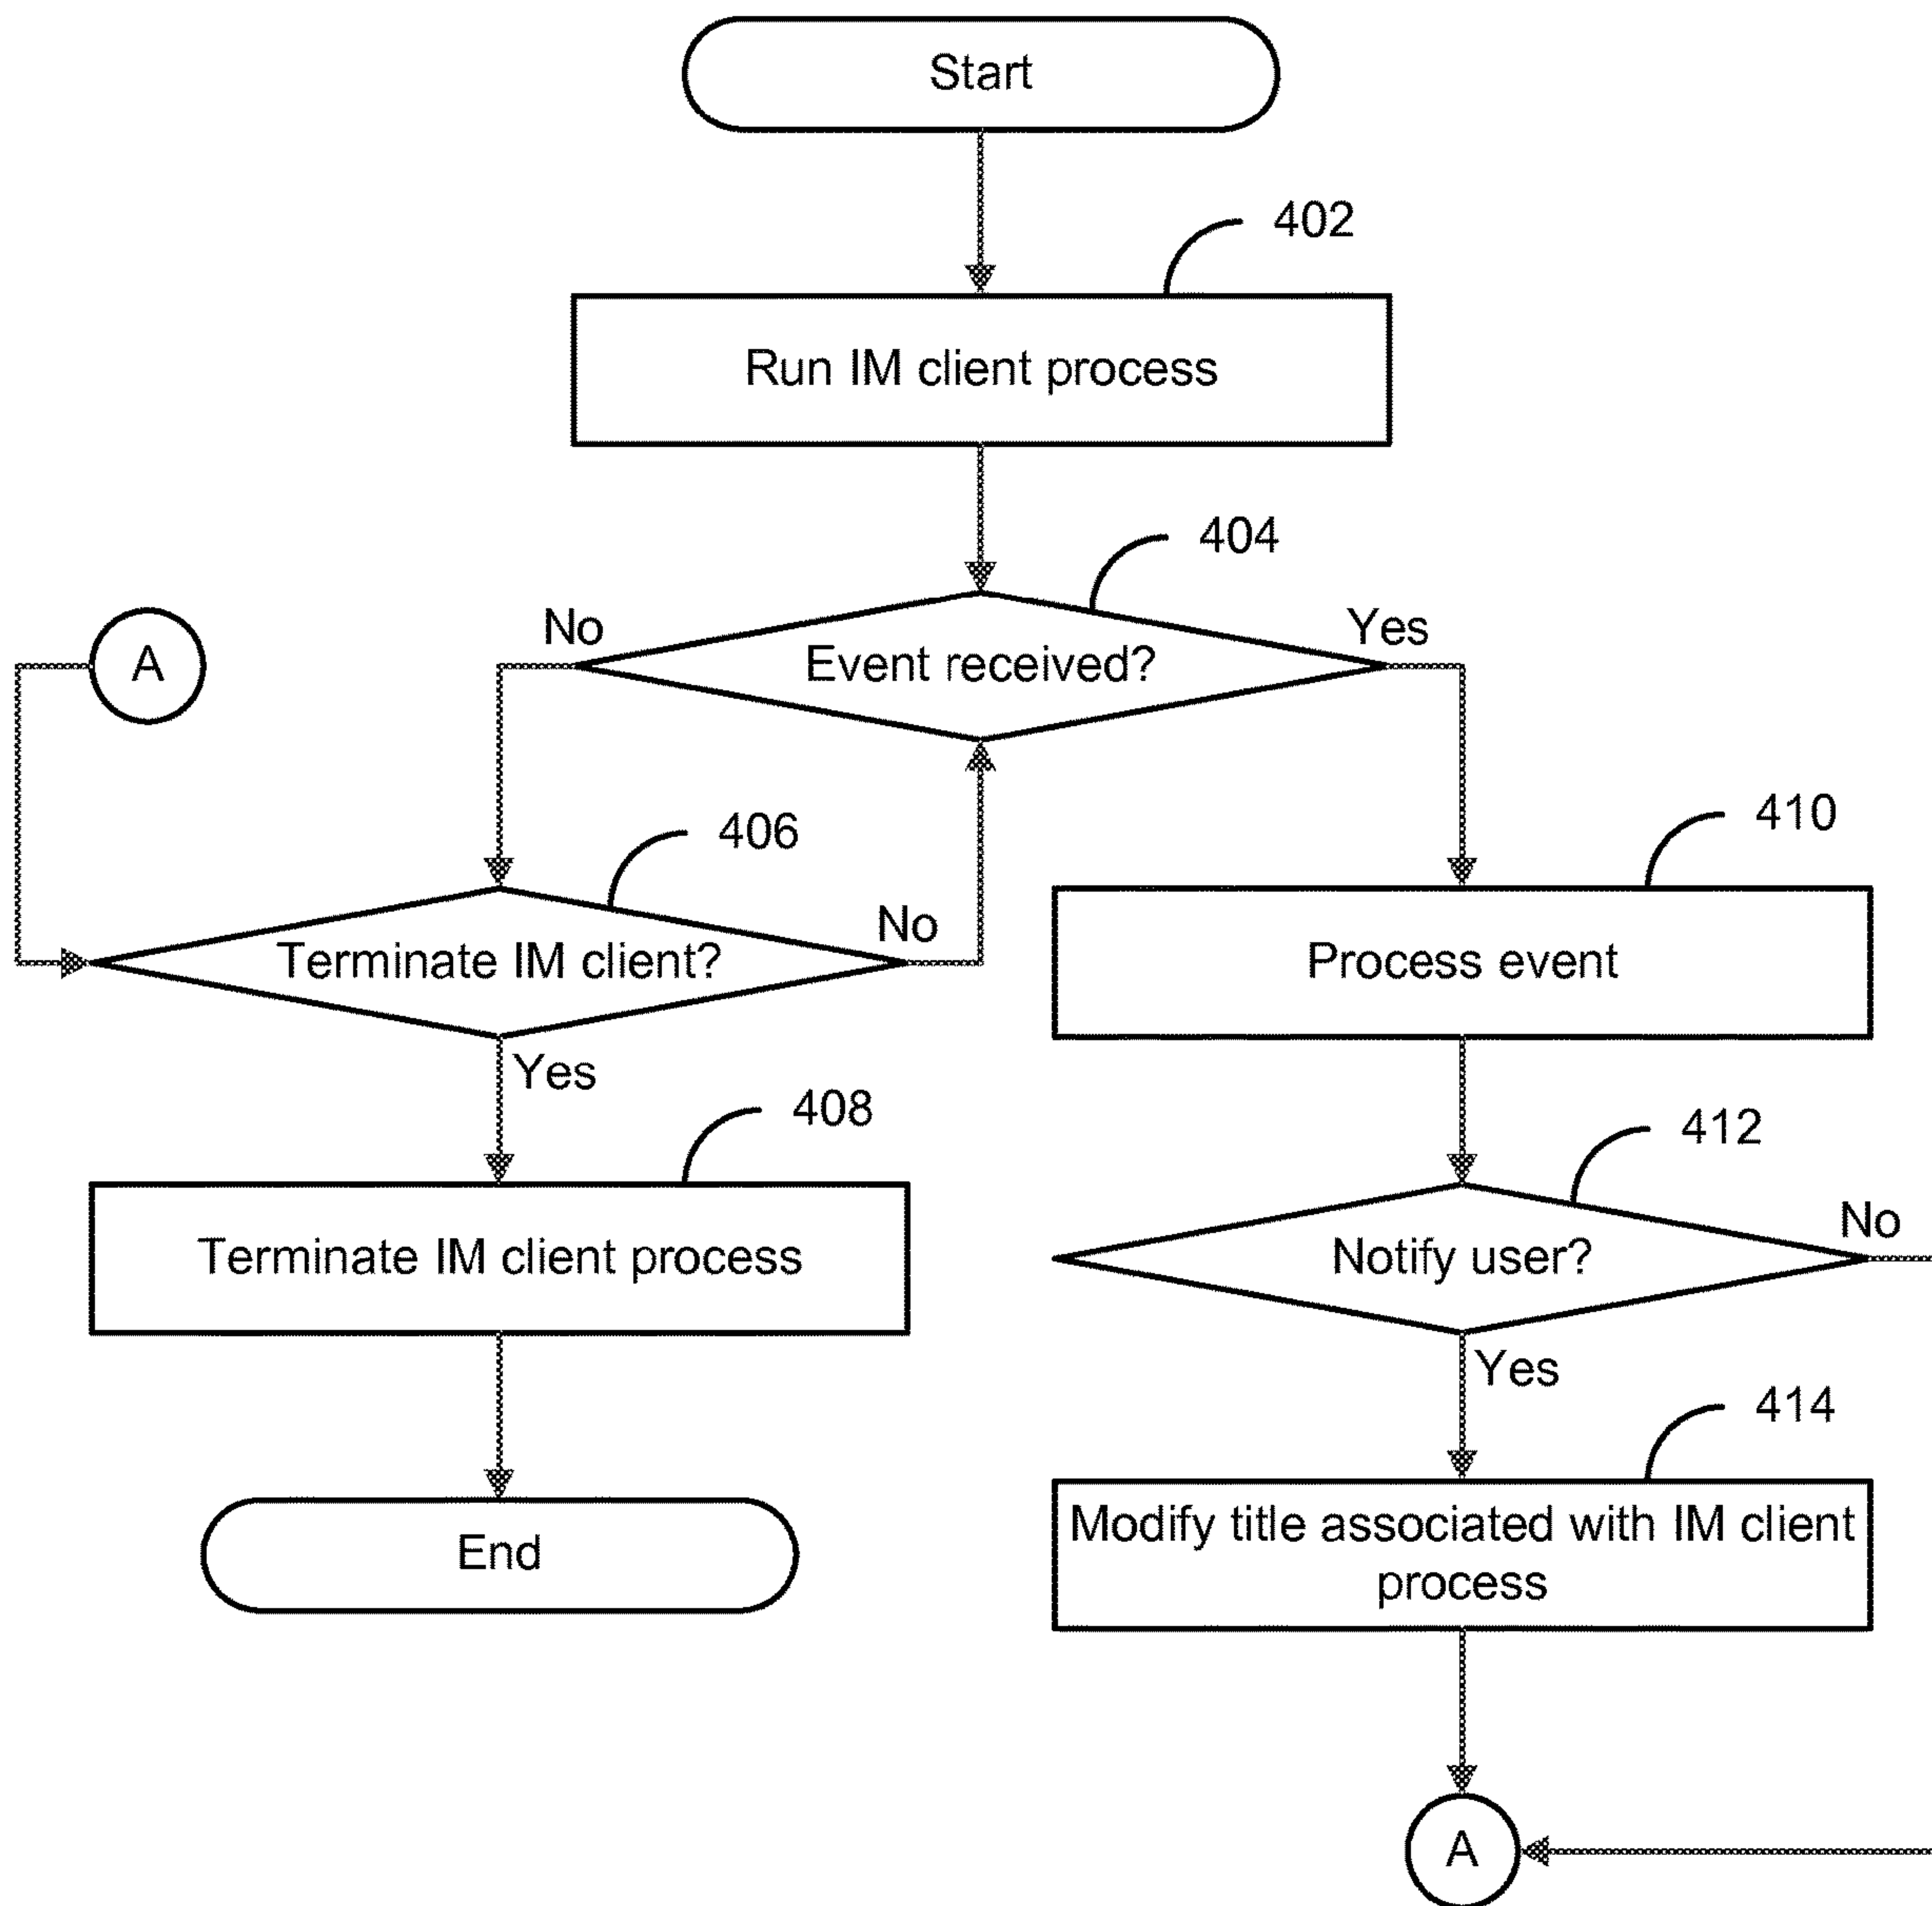 Start
402
Run IM client process
404
No
Yes
Event received?
A
406
410
No
Terminate IM client?
Process event
Yes
408
412
No
Terminate IM client process
Notify user?
Yes
414
Modify title associated with IM client
process
End
A